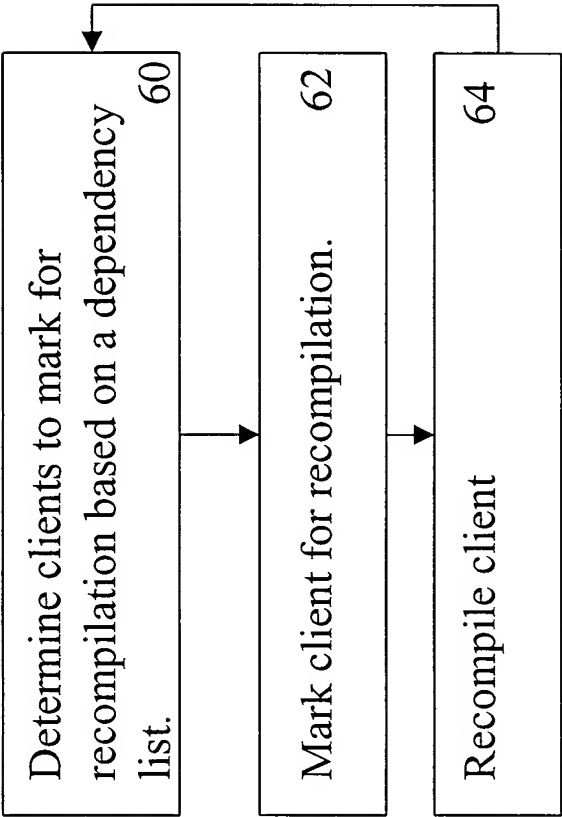 Determine clients to mark for
recompilation based on a dependency
list.
60
Mark client for recompilation.
62
Recompile client
64